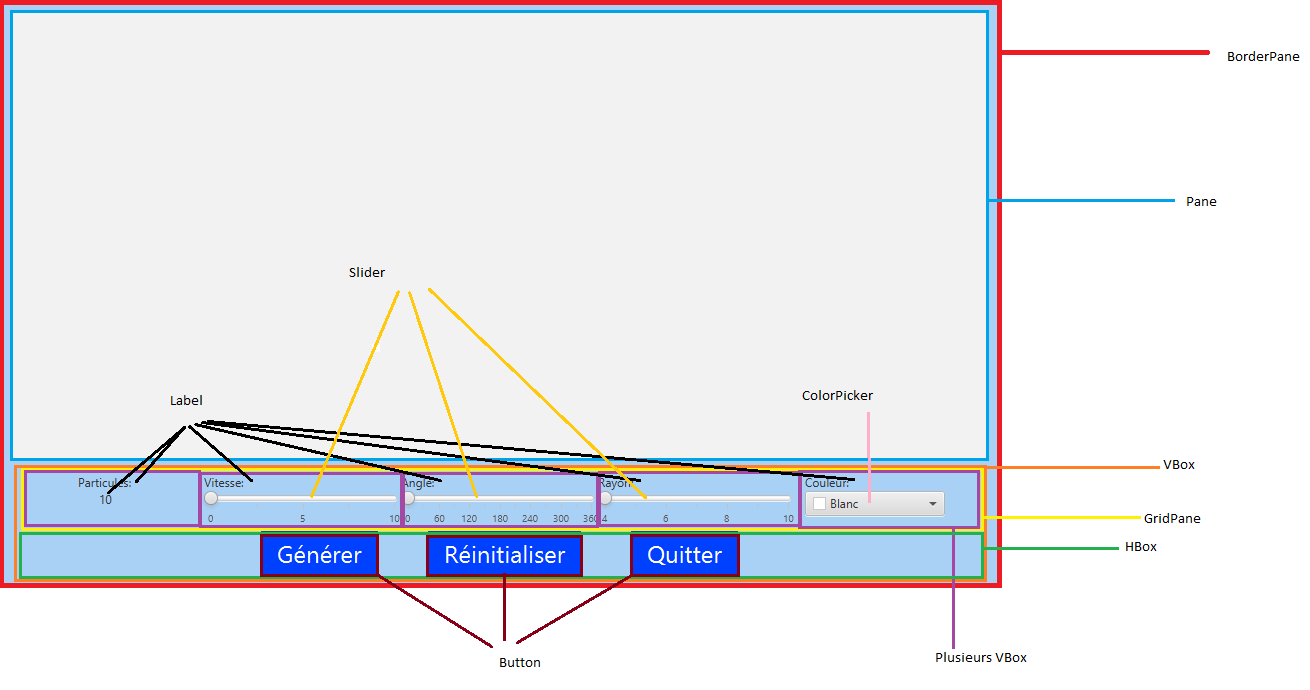 BorderPane
Pane
Slider
Label
ColorPicker
VBox
Particules:
Vitesse:
Angle:
Rayon:
Couleur:
10
Blanc
0 5 10
0 60 120 180 240 300 360
4 6 8 10
GridPane
HBox
Générer
Réinitialiser
Quitter
Plusieurs VBox
Button